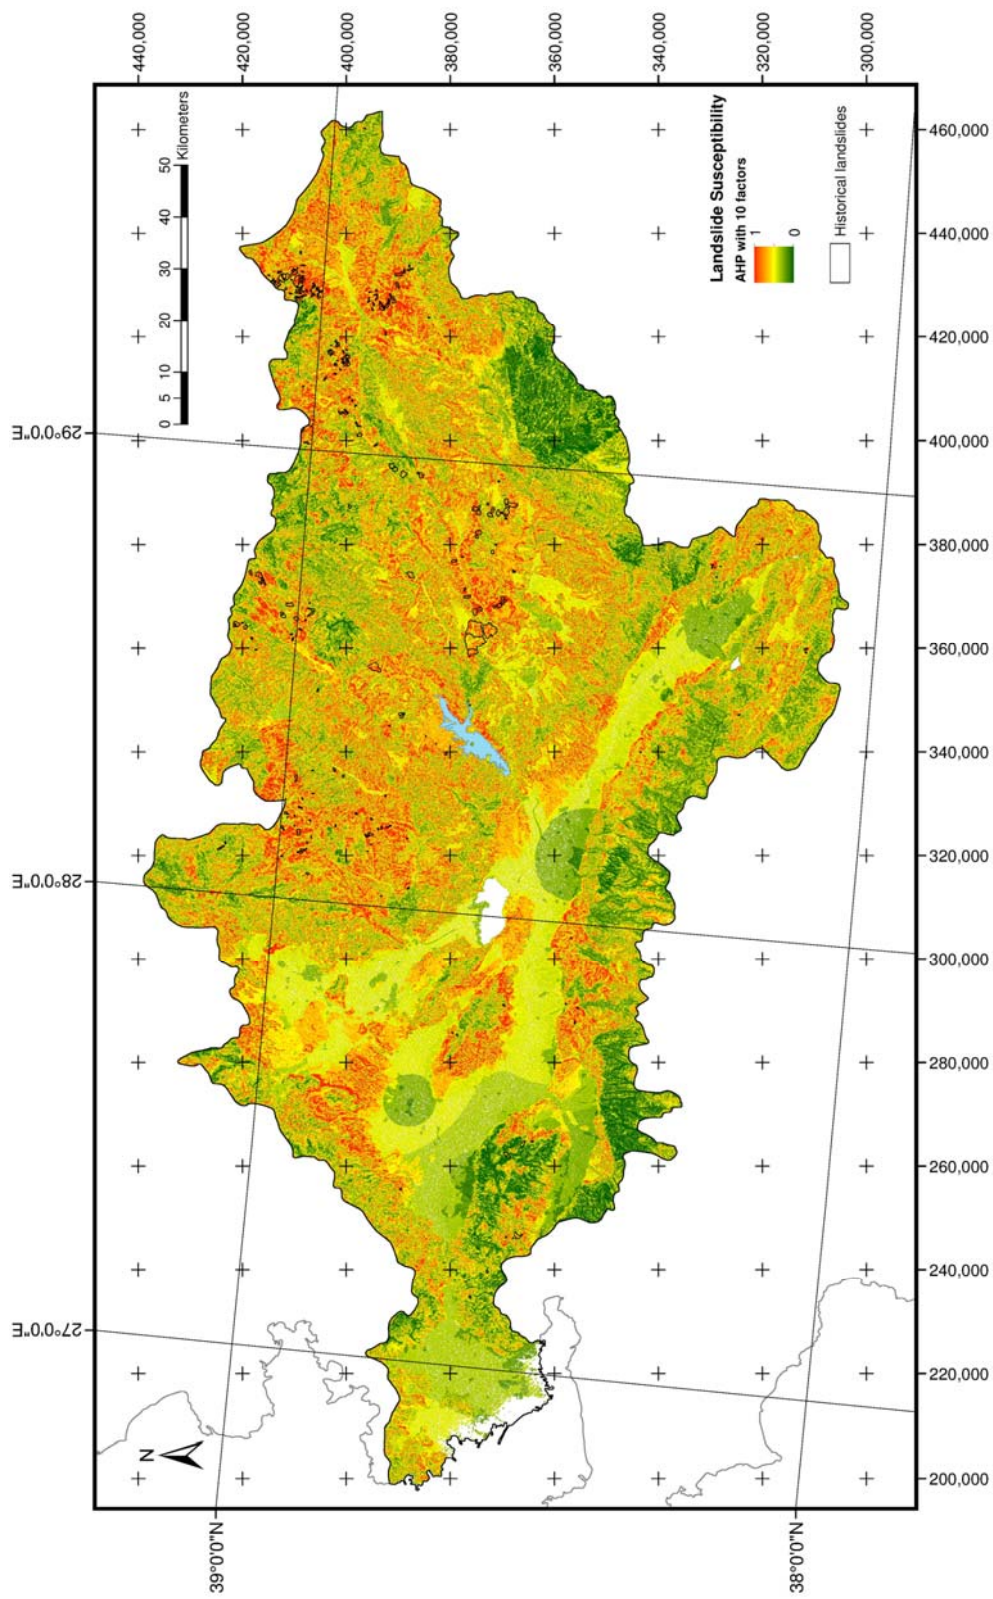 440,000
420,000
400,000
380,000
360,000
340,000
320,000
300,000
29°0'0"E
28°0'0"E
27°0'0"E
0 5 10 20 30 40 50
Kilometers
460,000
440,000
420,000
400,000
380,000
360,000
340,000
320,000
300,000
280,000
260,000
240,000
220,000
200,000
Landslide Susceptibility
AHP with 10 factors
1
0
Historical landslides
N
39°0'0"N
38°0'0"N